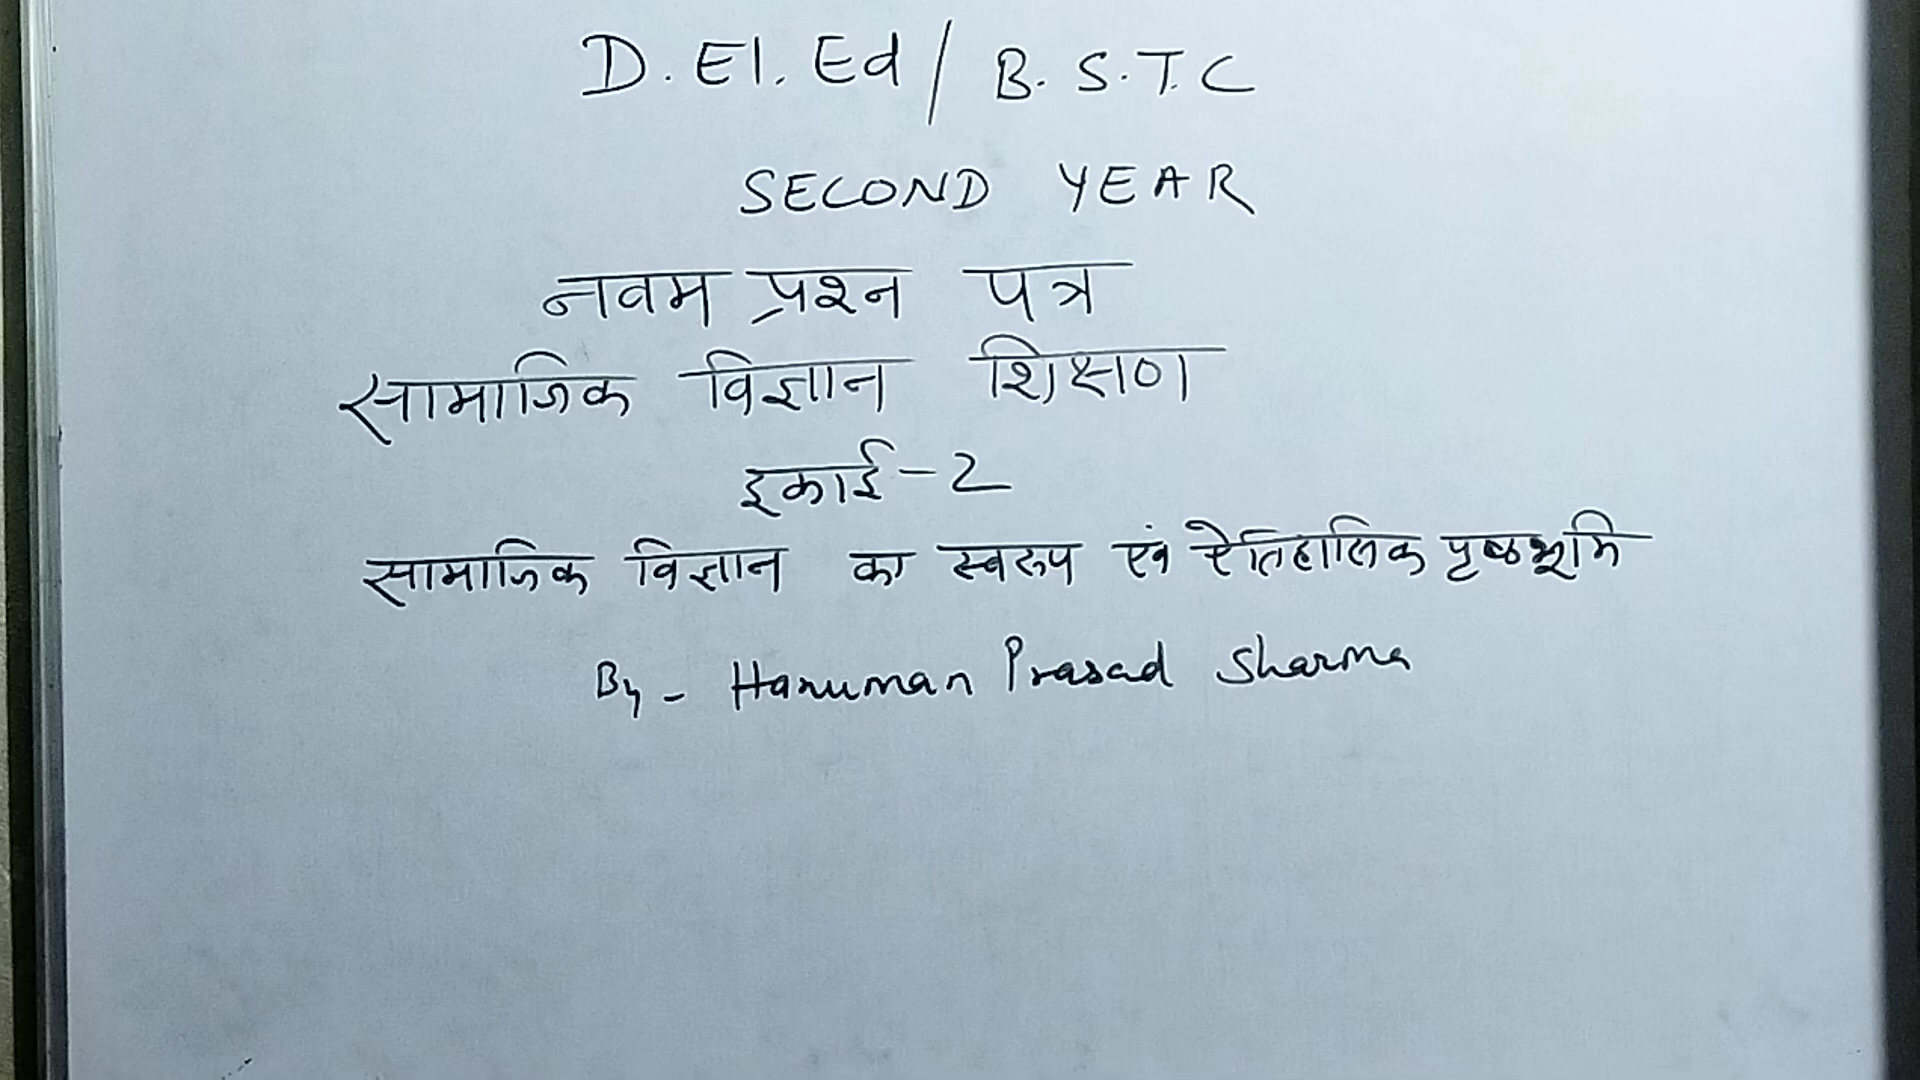 D. El. Ed / B. S. T. C
SECOND YEAR
नवम प्रश्न पत्र
सामाजिक विज्ञान शिक्षण
इकाई-2
सामाजिक विज्ञान का स्वरुप एवं ऐतिहासिक पृष्ठभूमि
By - Hanuman Prasad Sharma